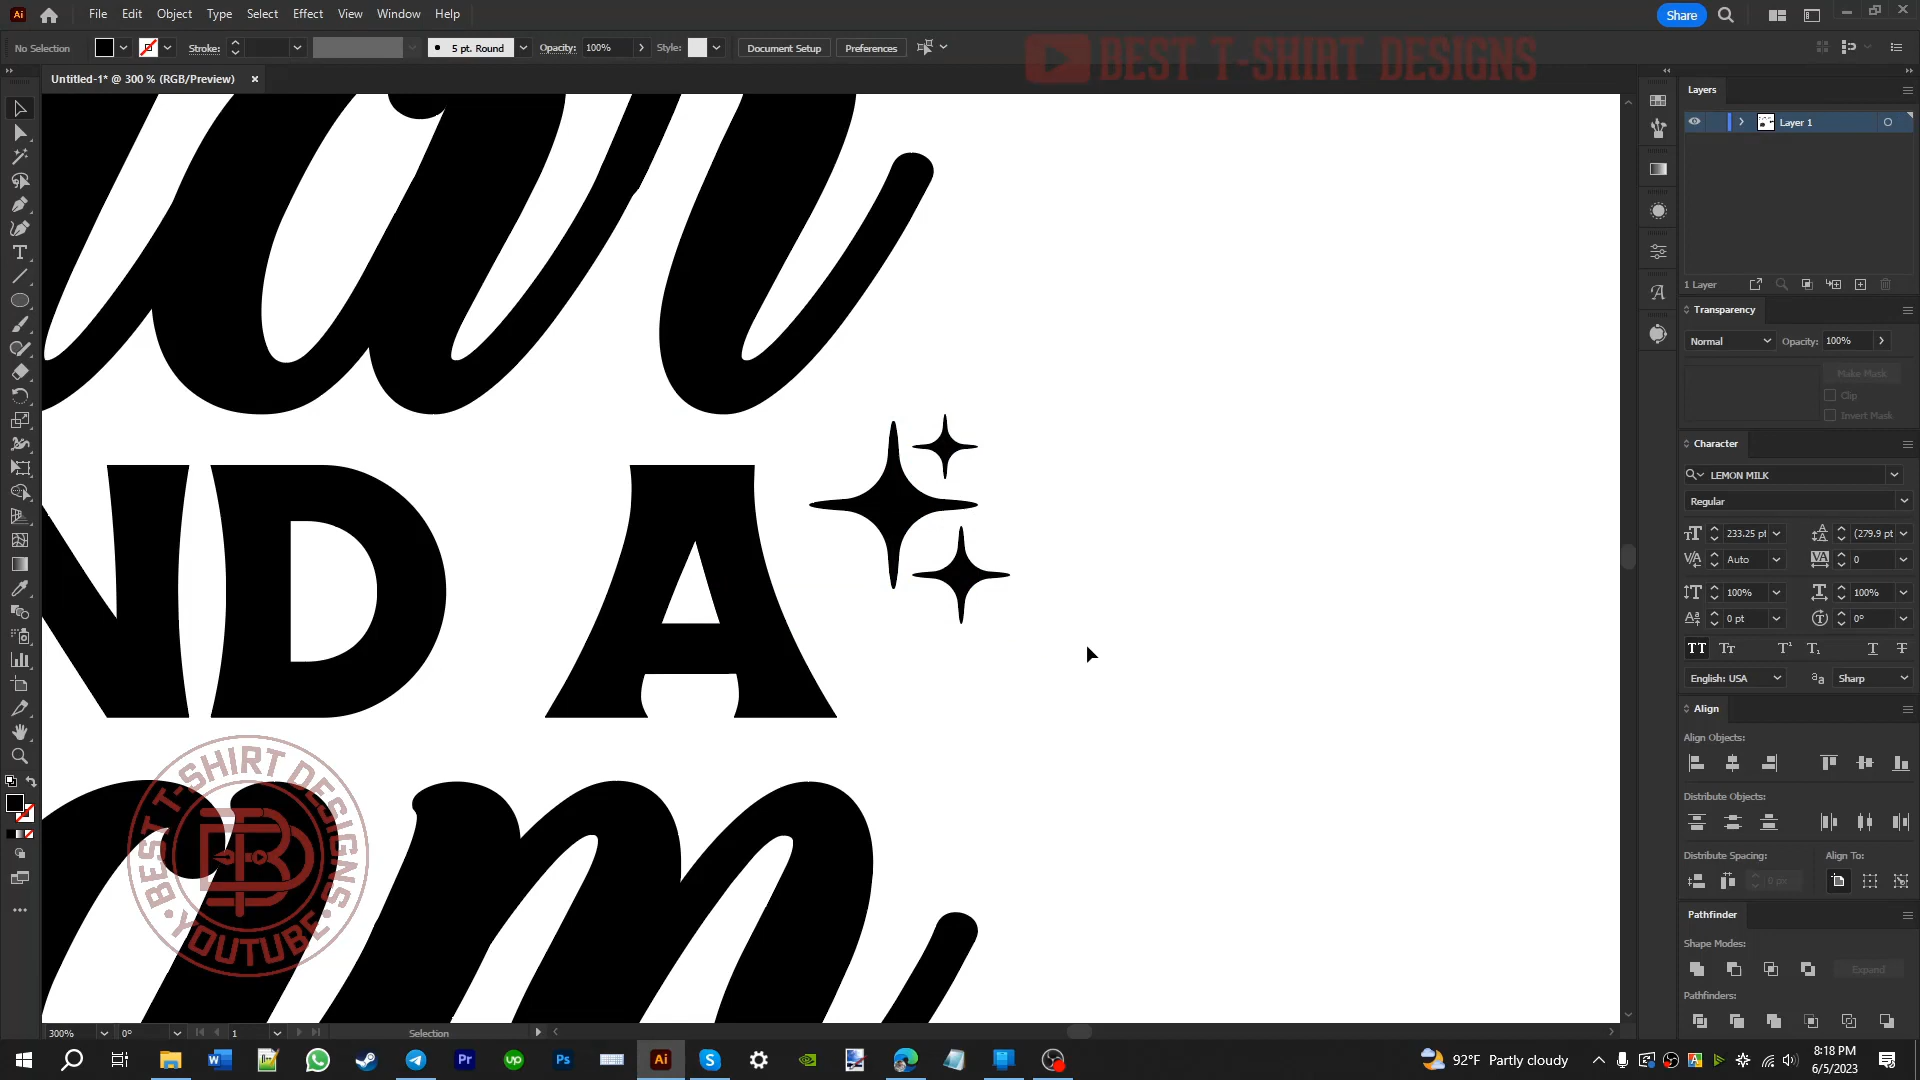 Ai File Edit Object Type Select Effect View Window Help Share
No Selection Stroke: 5 pt. Round Opacity: 100% Style: Document Setup Preferences
BEST T-SHIRT DESIGNS
Untitled-1* @ 300 % (RGB/Preview)
Layers
Layer 1
1 Layer
Transparency
Normal Opacity: 100%
Make Mask
Clip
Invert Mask
Character
LEMON MILK
Regular
233.25 pt (279.9 pt
Auto 0
100% 100%
0 pt 0°
English: USA Sharp
Align
Align Objects:
Distribute Objects:
Distribute Spacing: Align To:
0 px
Pathfinder
Shape Modes:
Expand
Pathfinders:
ND A
m
BEST T-SHIRT DESIGNS
YOUTUBE
300% 0° 1 Selection
92°F Partly cloudy
8:18 PM
6/5/2023